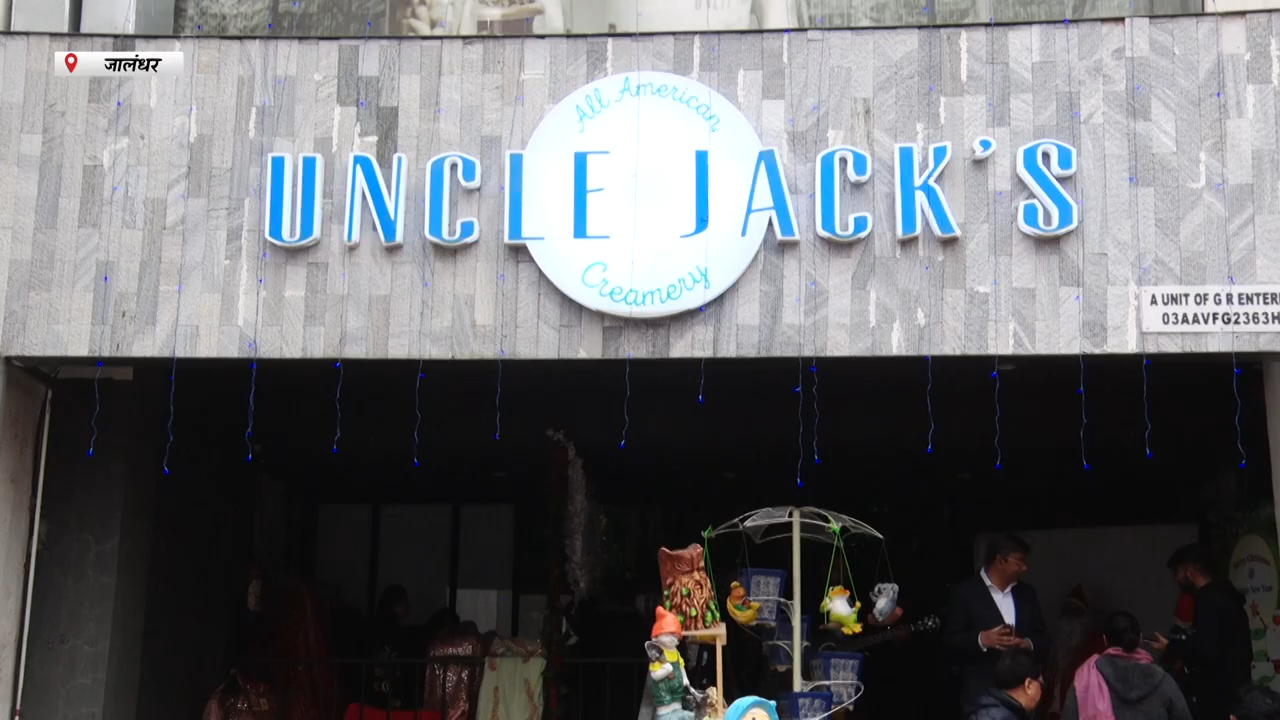 जालंधर
All American
UNCLE JACK'S
Creamery
A UNIT OF G R ENTER
03AAVFG2363H